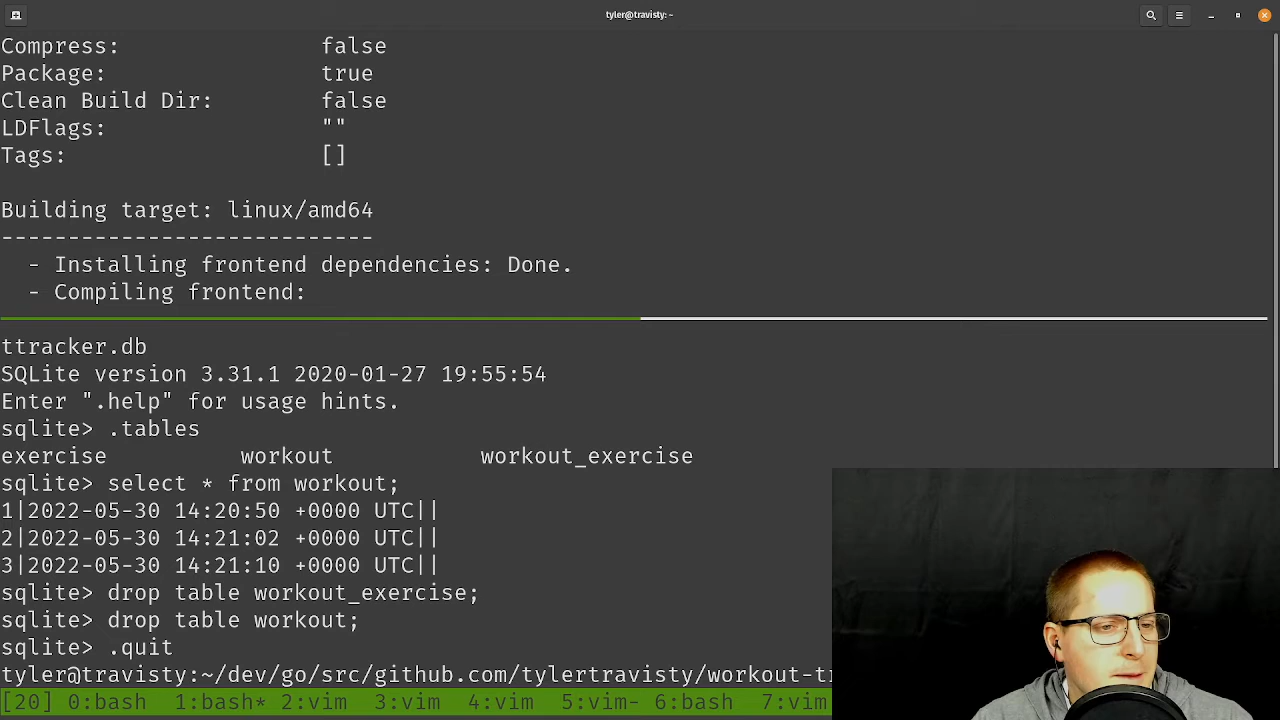 tyler@travisty: ~
Compress: false
Package: true
Clean Build Dir: false
LDFlags: ""
Tags: []
Building target: linux/amd64
----------------------------
- Installing frontend dependencies: Done.
- Compiling frontend:
ttracker.db
SQLite version 3.31.1 2020-01-27 19:55:54
Enter ".help" for usage hints.
sqlite> .tables
exercise workout workout_exercise
sqlite> select * from workout;
1|2022-05-30 14:20:50 +0000 UTC||
2|2022-05-30 14:21:02 +0000 UTC||
3|2022-05-30 14:21:10 +0000 UTC||
sqlite> drop table workout_exercise;
sqlite> drop table workout;
sqlite> .quit
tyler@travisty:~/dev/go/src/github.com/tylertravisty/workout-t
[20] 0:bash 1:bash* 2:vim 3:vim 4:vim 5:vim- 6:bash 7:vim